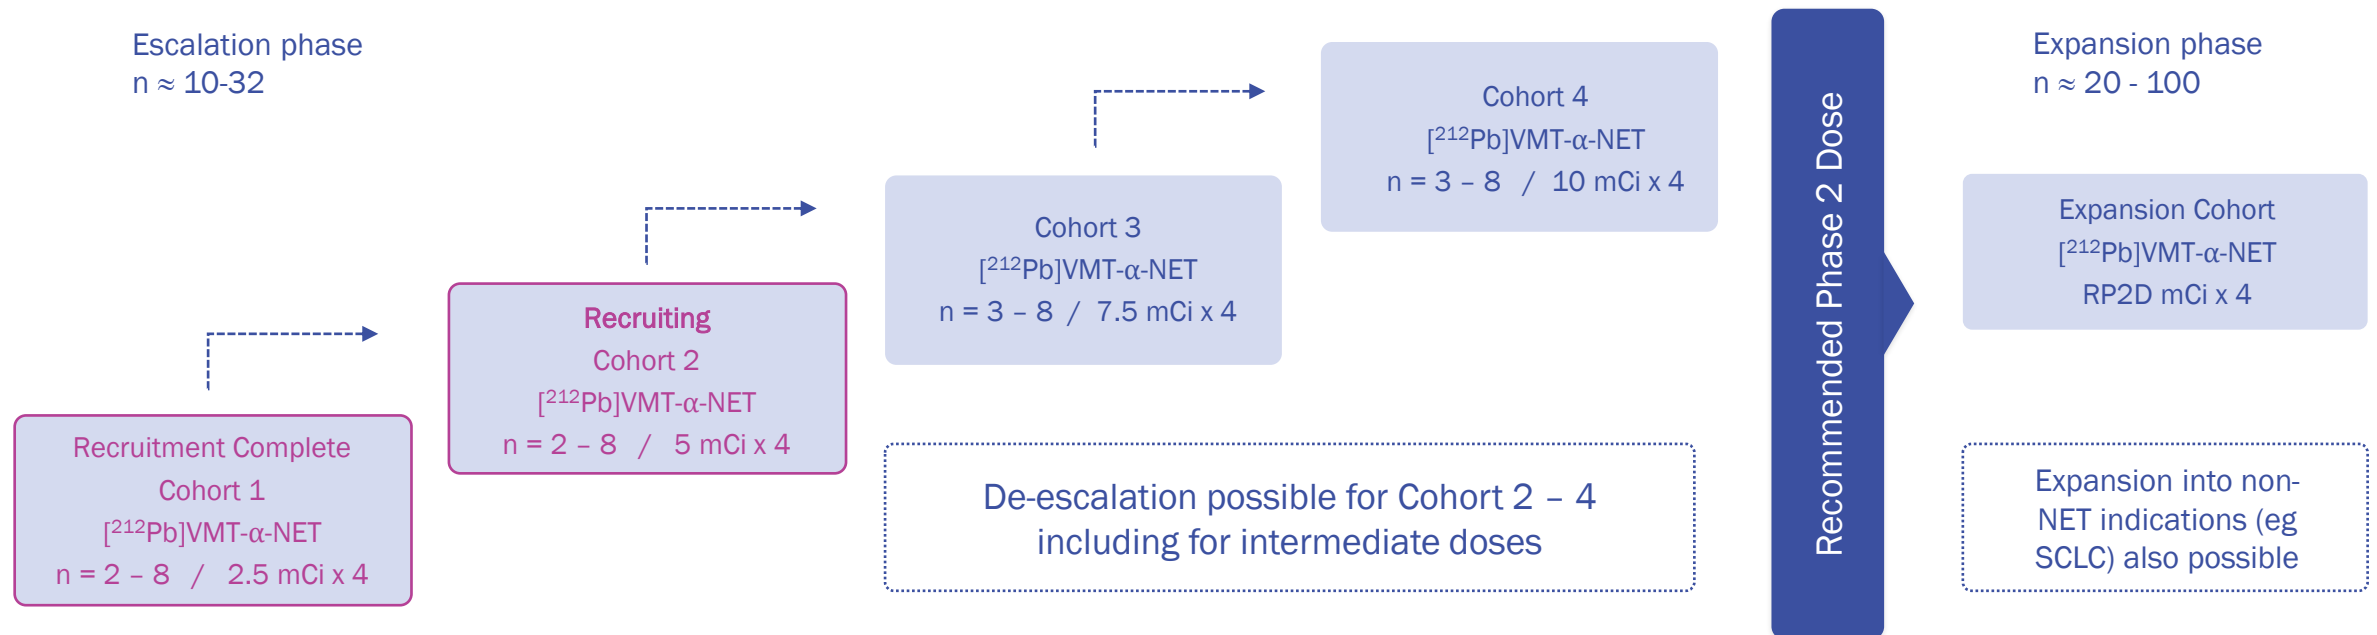 Escalation phase
n ≈ 10-32
Recruitment Complete
Cohort 1
[²¹²Pb]VMT-α-NET
n = 2 – 8 / 2.5 mCi x 4
Recruiting
Cohort 2
[²¹²Pb]VMT-α-NET
n = 2 – 8 / 5 mCi x 4
Cohort 3
[²¹²Pb]VMT-α-NET
n = 3 – 8 / 7.5 mCi x 4
Cohort 4
[²¹²Pb]VMT-α-NET
n = 3 – 8 / 10 mCi x 4
De-escalation possible for Cohort 2 – 4
including for intermediate doses
Recommended Phase 2 Dose
Expansion phase
n ≈ 20 - 100
Expansion Cohort
[²¹²Pb]VMT-α-NET
RP2D mCi x 4
Expansion into non-
NET indications (eg
SCLC) also possible